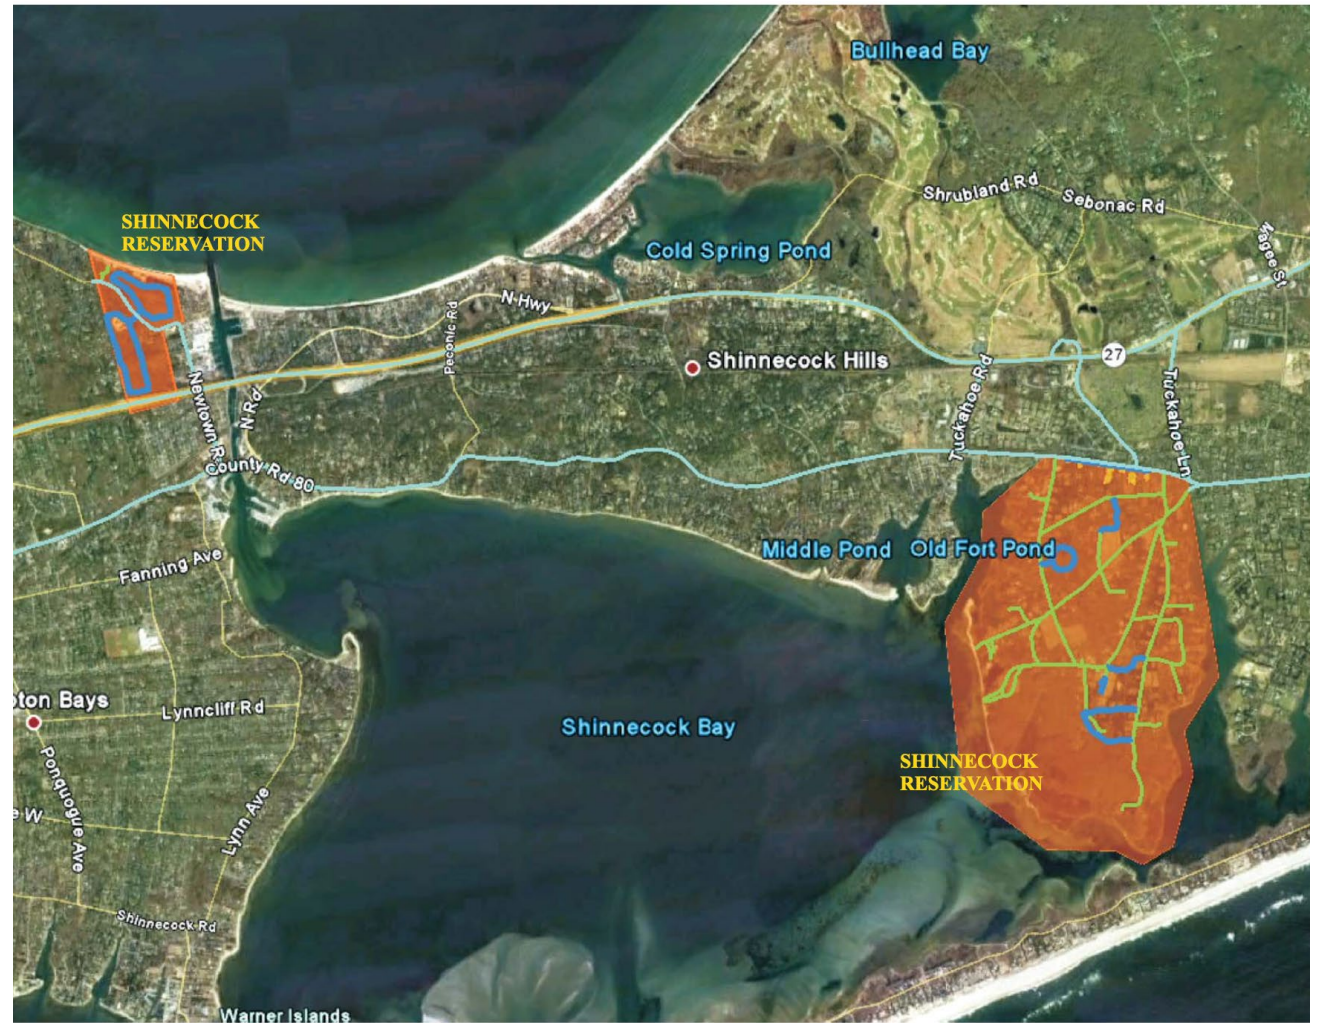 Bullhead Bay
Shrubland Rd
Sebonac Rd
Magee St
SHINNECOCK
RESERVATION
Cold Spring Pond
N Hwy
Peconic Rd
Shinnecock Hills
27
Tuckahoe Rd
Tuckahoe Ln
Newtown R
N Rd
County Rd 80
Fanning Ave
Middle Pond
Old Fort Pond
ton Bays
Lynncliff Rd
Shinnecock Bay
SHINNECOCK
RESERVATION
Ponquogue Ave
e W
Lynn Ave
Shinnecock Rd
Warner Islands